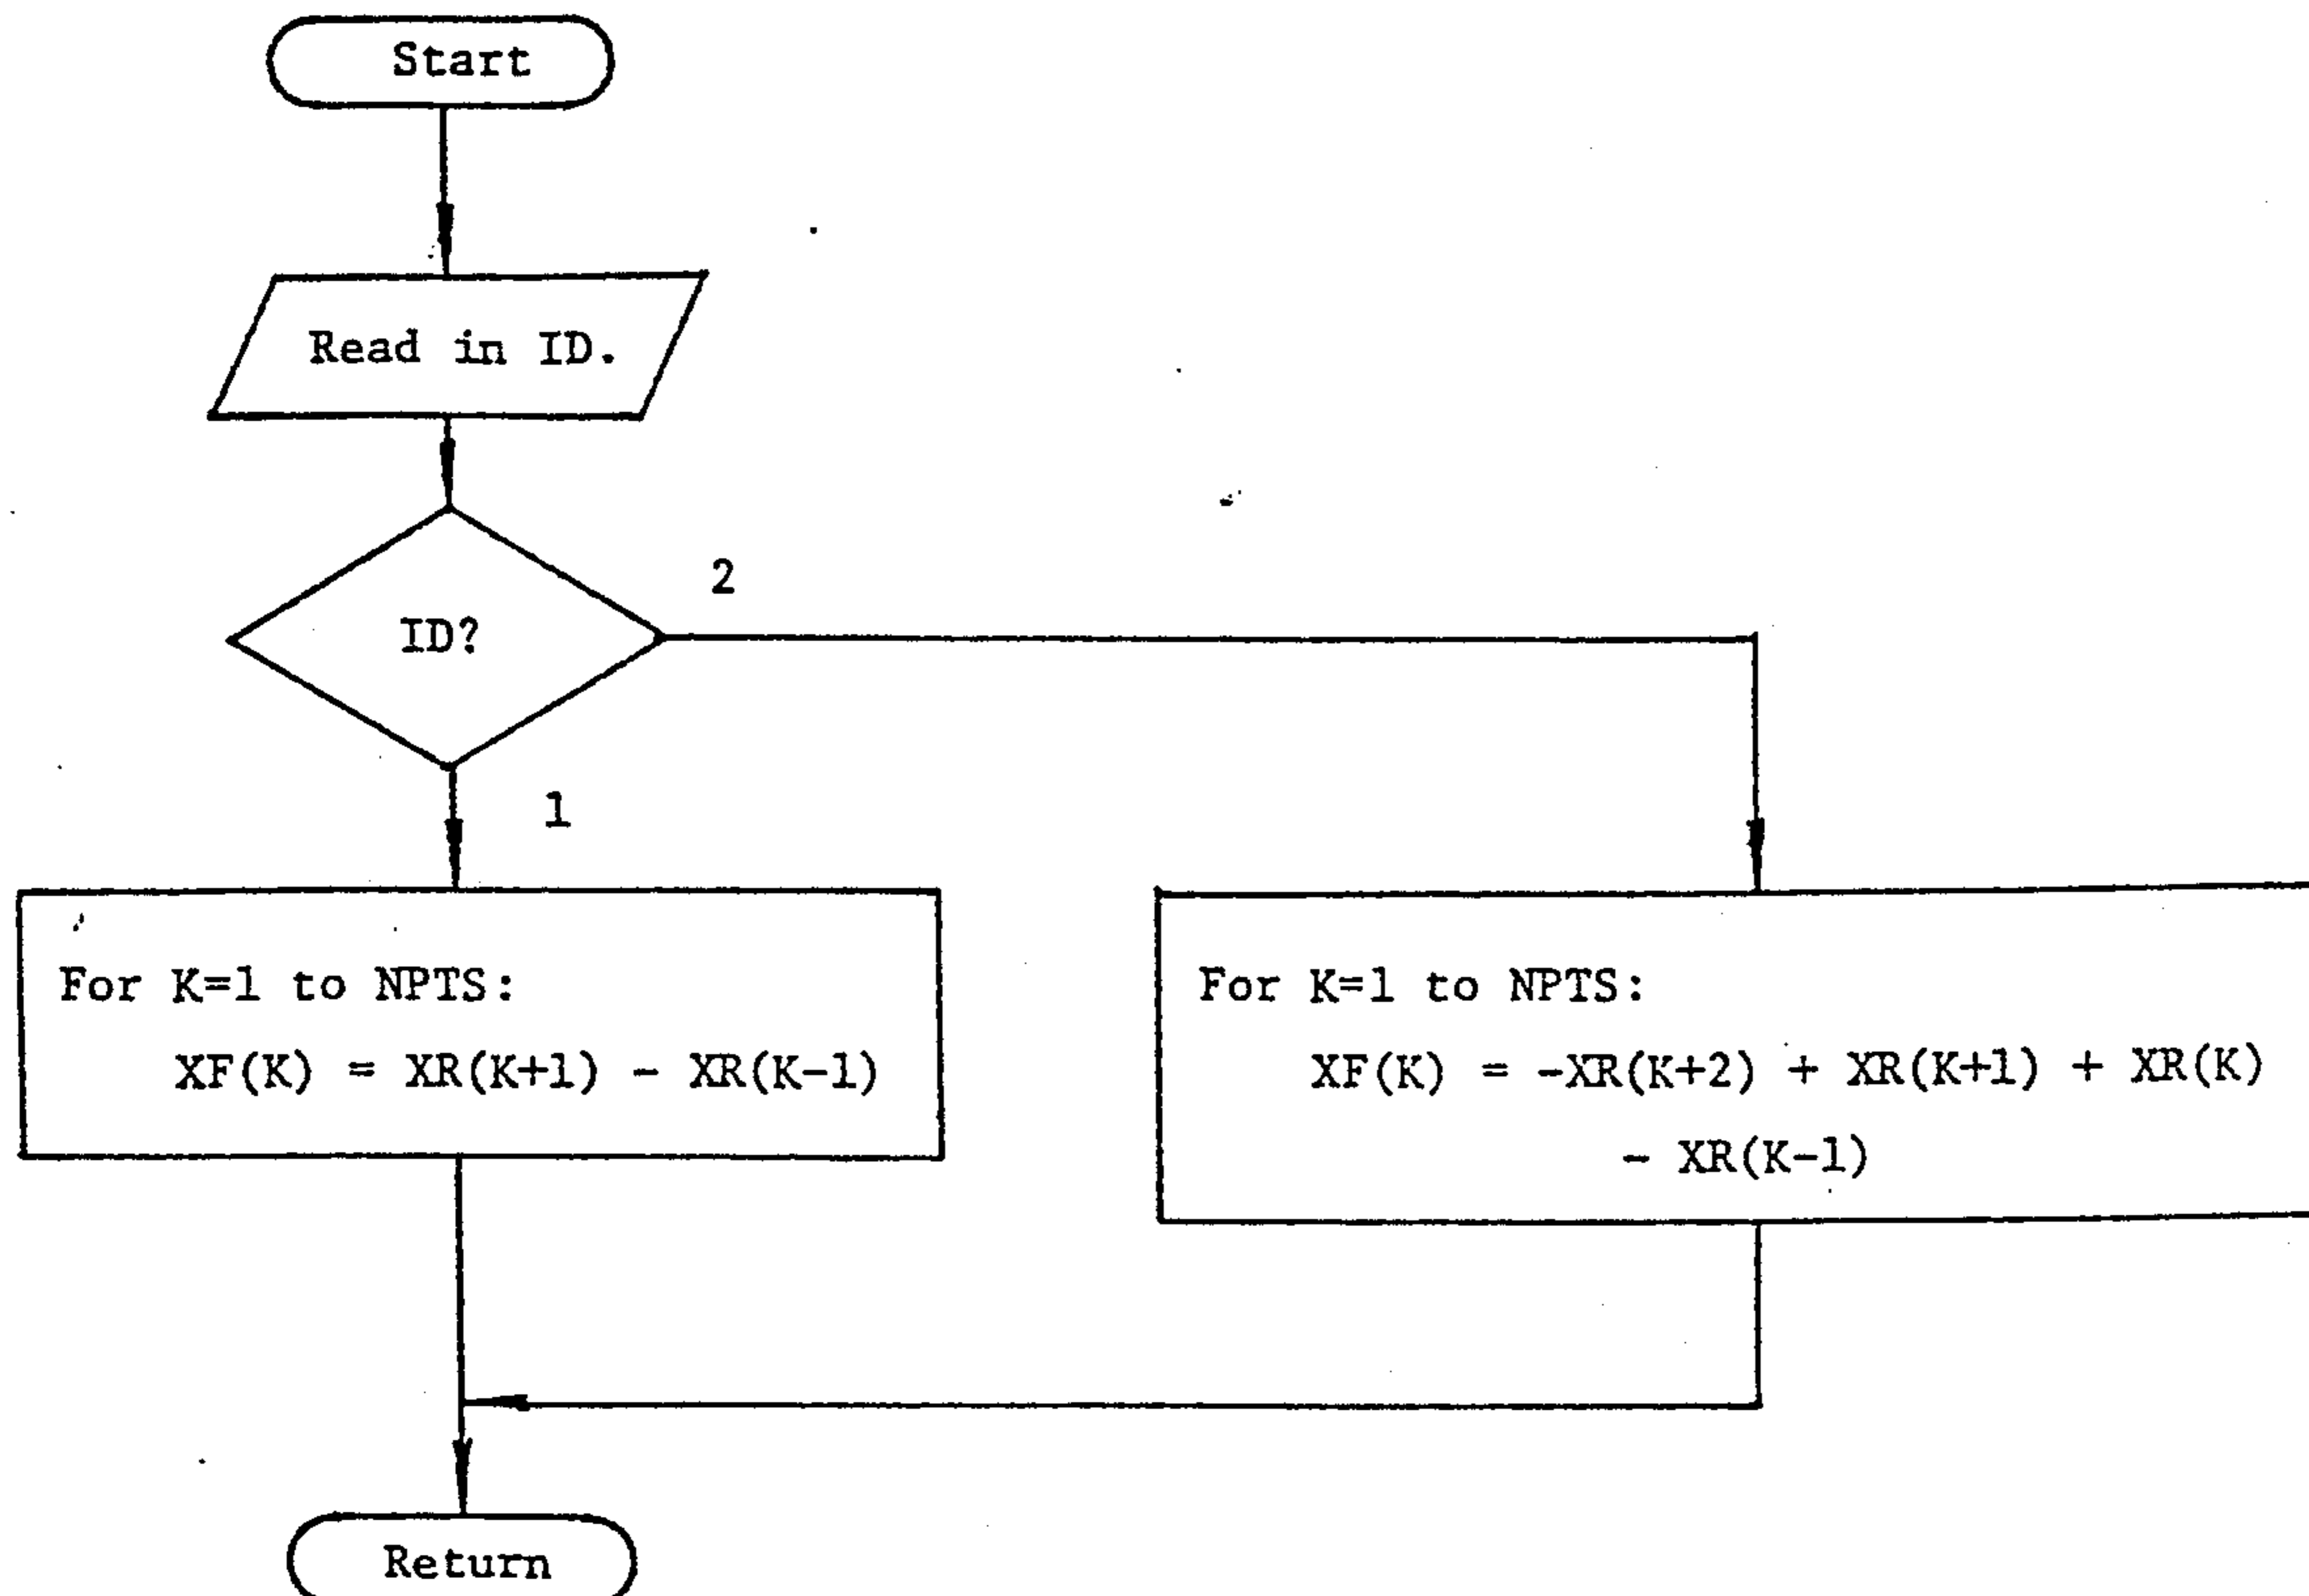 Start
Read in ID.
ID?
2
1
For K=1 to NPTS:
XF(K) = XR(K+1) - XR(K-1)
For K=1 to NPTS:
XF(K) = -XR(K+2) + XR(K+1) + XR(K)
- XR(K-1)
Return